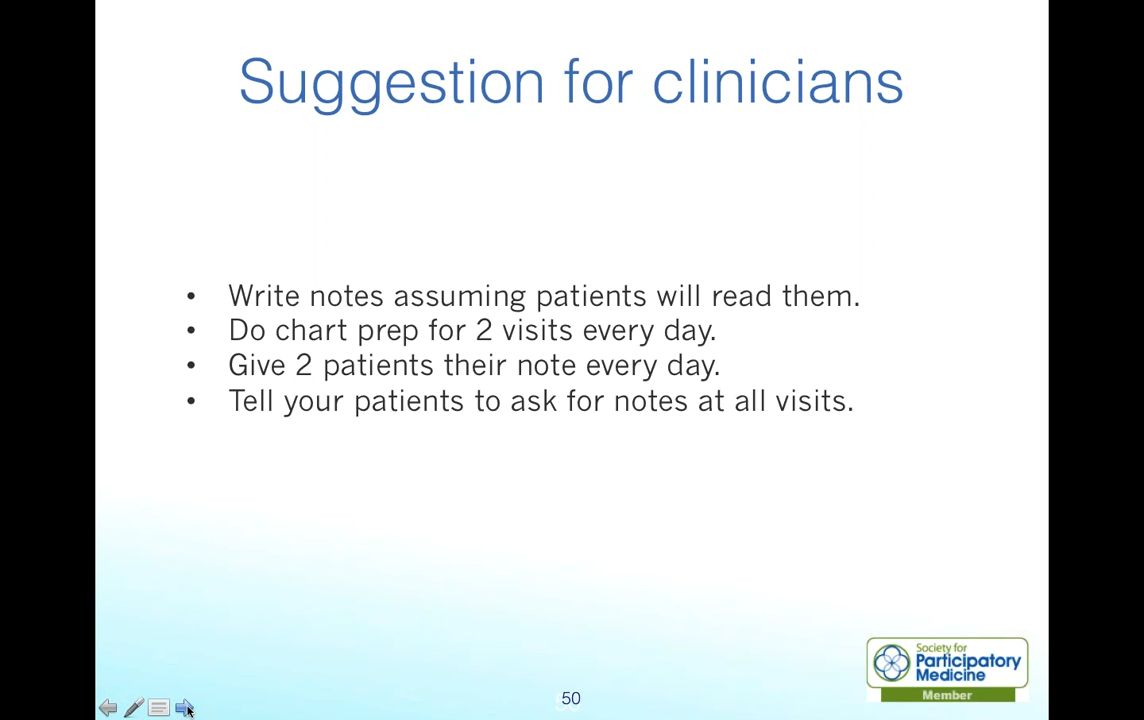 Suggestion for clinicians
• Write notes assuming patients will read them.
• Do chart prep for 2 visits every day.
• Give 2 patients their note every day.
• Tell your patients to ask for notes at all visits.
Society for
Participatory
Medicine
Member
50